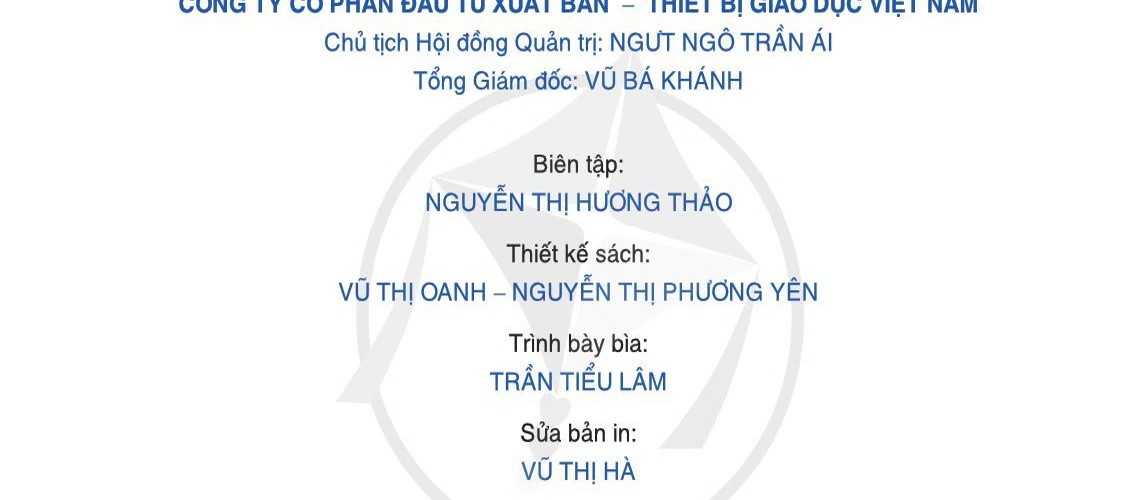 CÔNG TY CỔ PHẦN ĐẦU TƯ XUẤT BẢN – THIẾT BỊ GIÁO DỤC VIỆT NAM
Chủ tịch Hội đồng Quản trị: NGƯT NGÔ TRẦN ÁI
Tổng Giám đốc: VŨ BÁ KHÁNH
Biên tập:
NGUYỄN THỊ HƯƠNG THẢO
Thiết kế sách:
VŨ THỊ OANH – NGUYỄN THỊ PHƯƠNG YÊN
Trình bày bìa:
TRẦN TIỂU LÂM
Sửa bản in:
VŨ THỊ HÀ